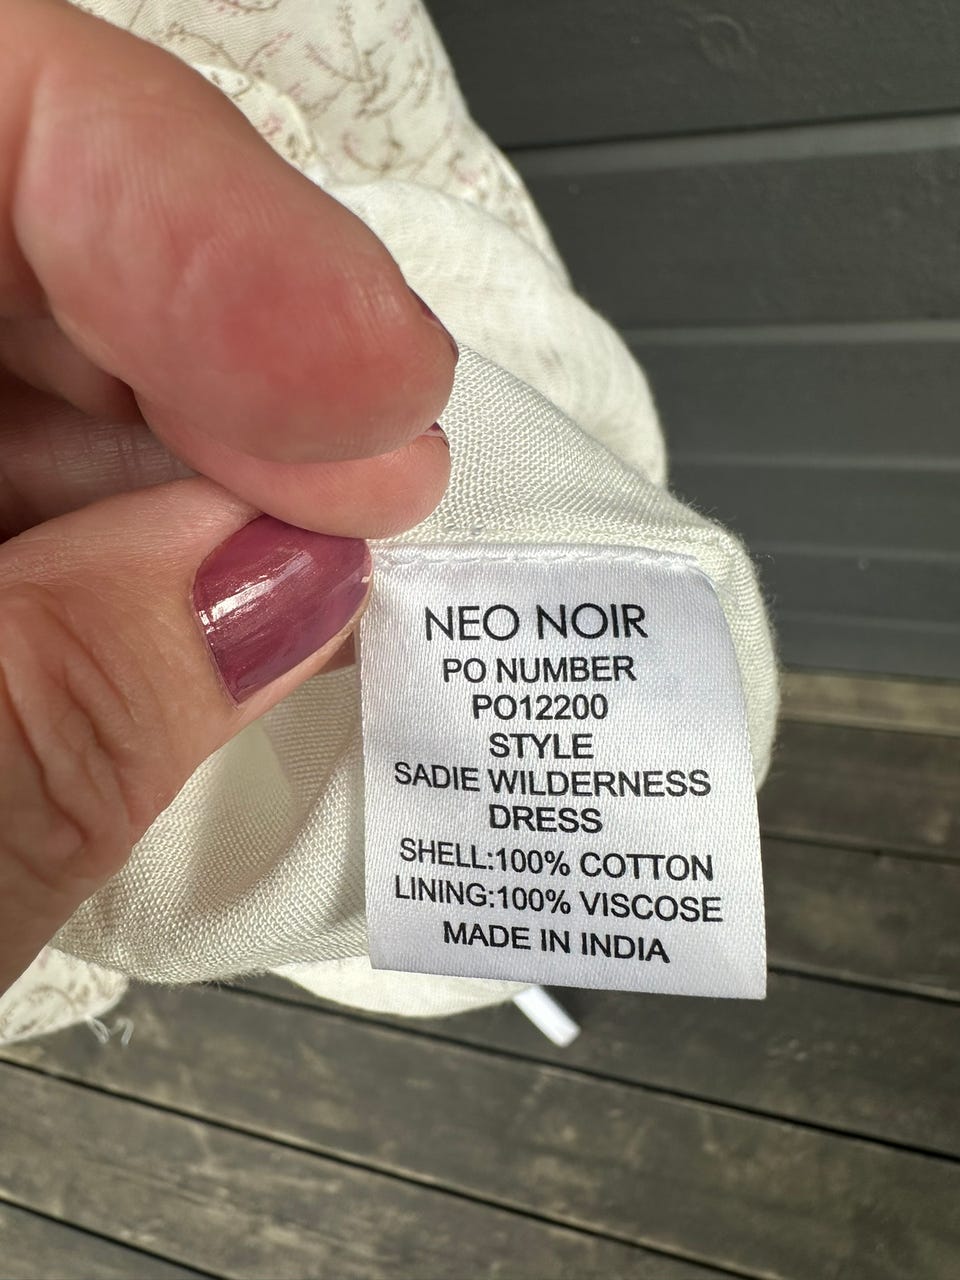 NEO NOIR
PO NUMBER
PO12200
STYLE
SADIE WILDERNESS
DRESS
SHELL:100% COTTON
LINING:100% VISCOSE
MADE IN INDIA